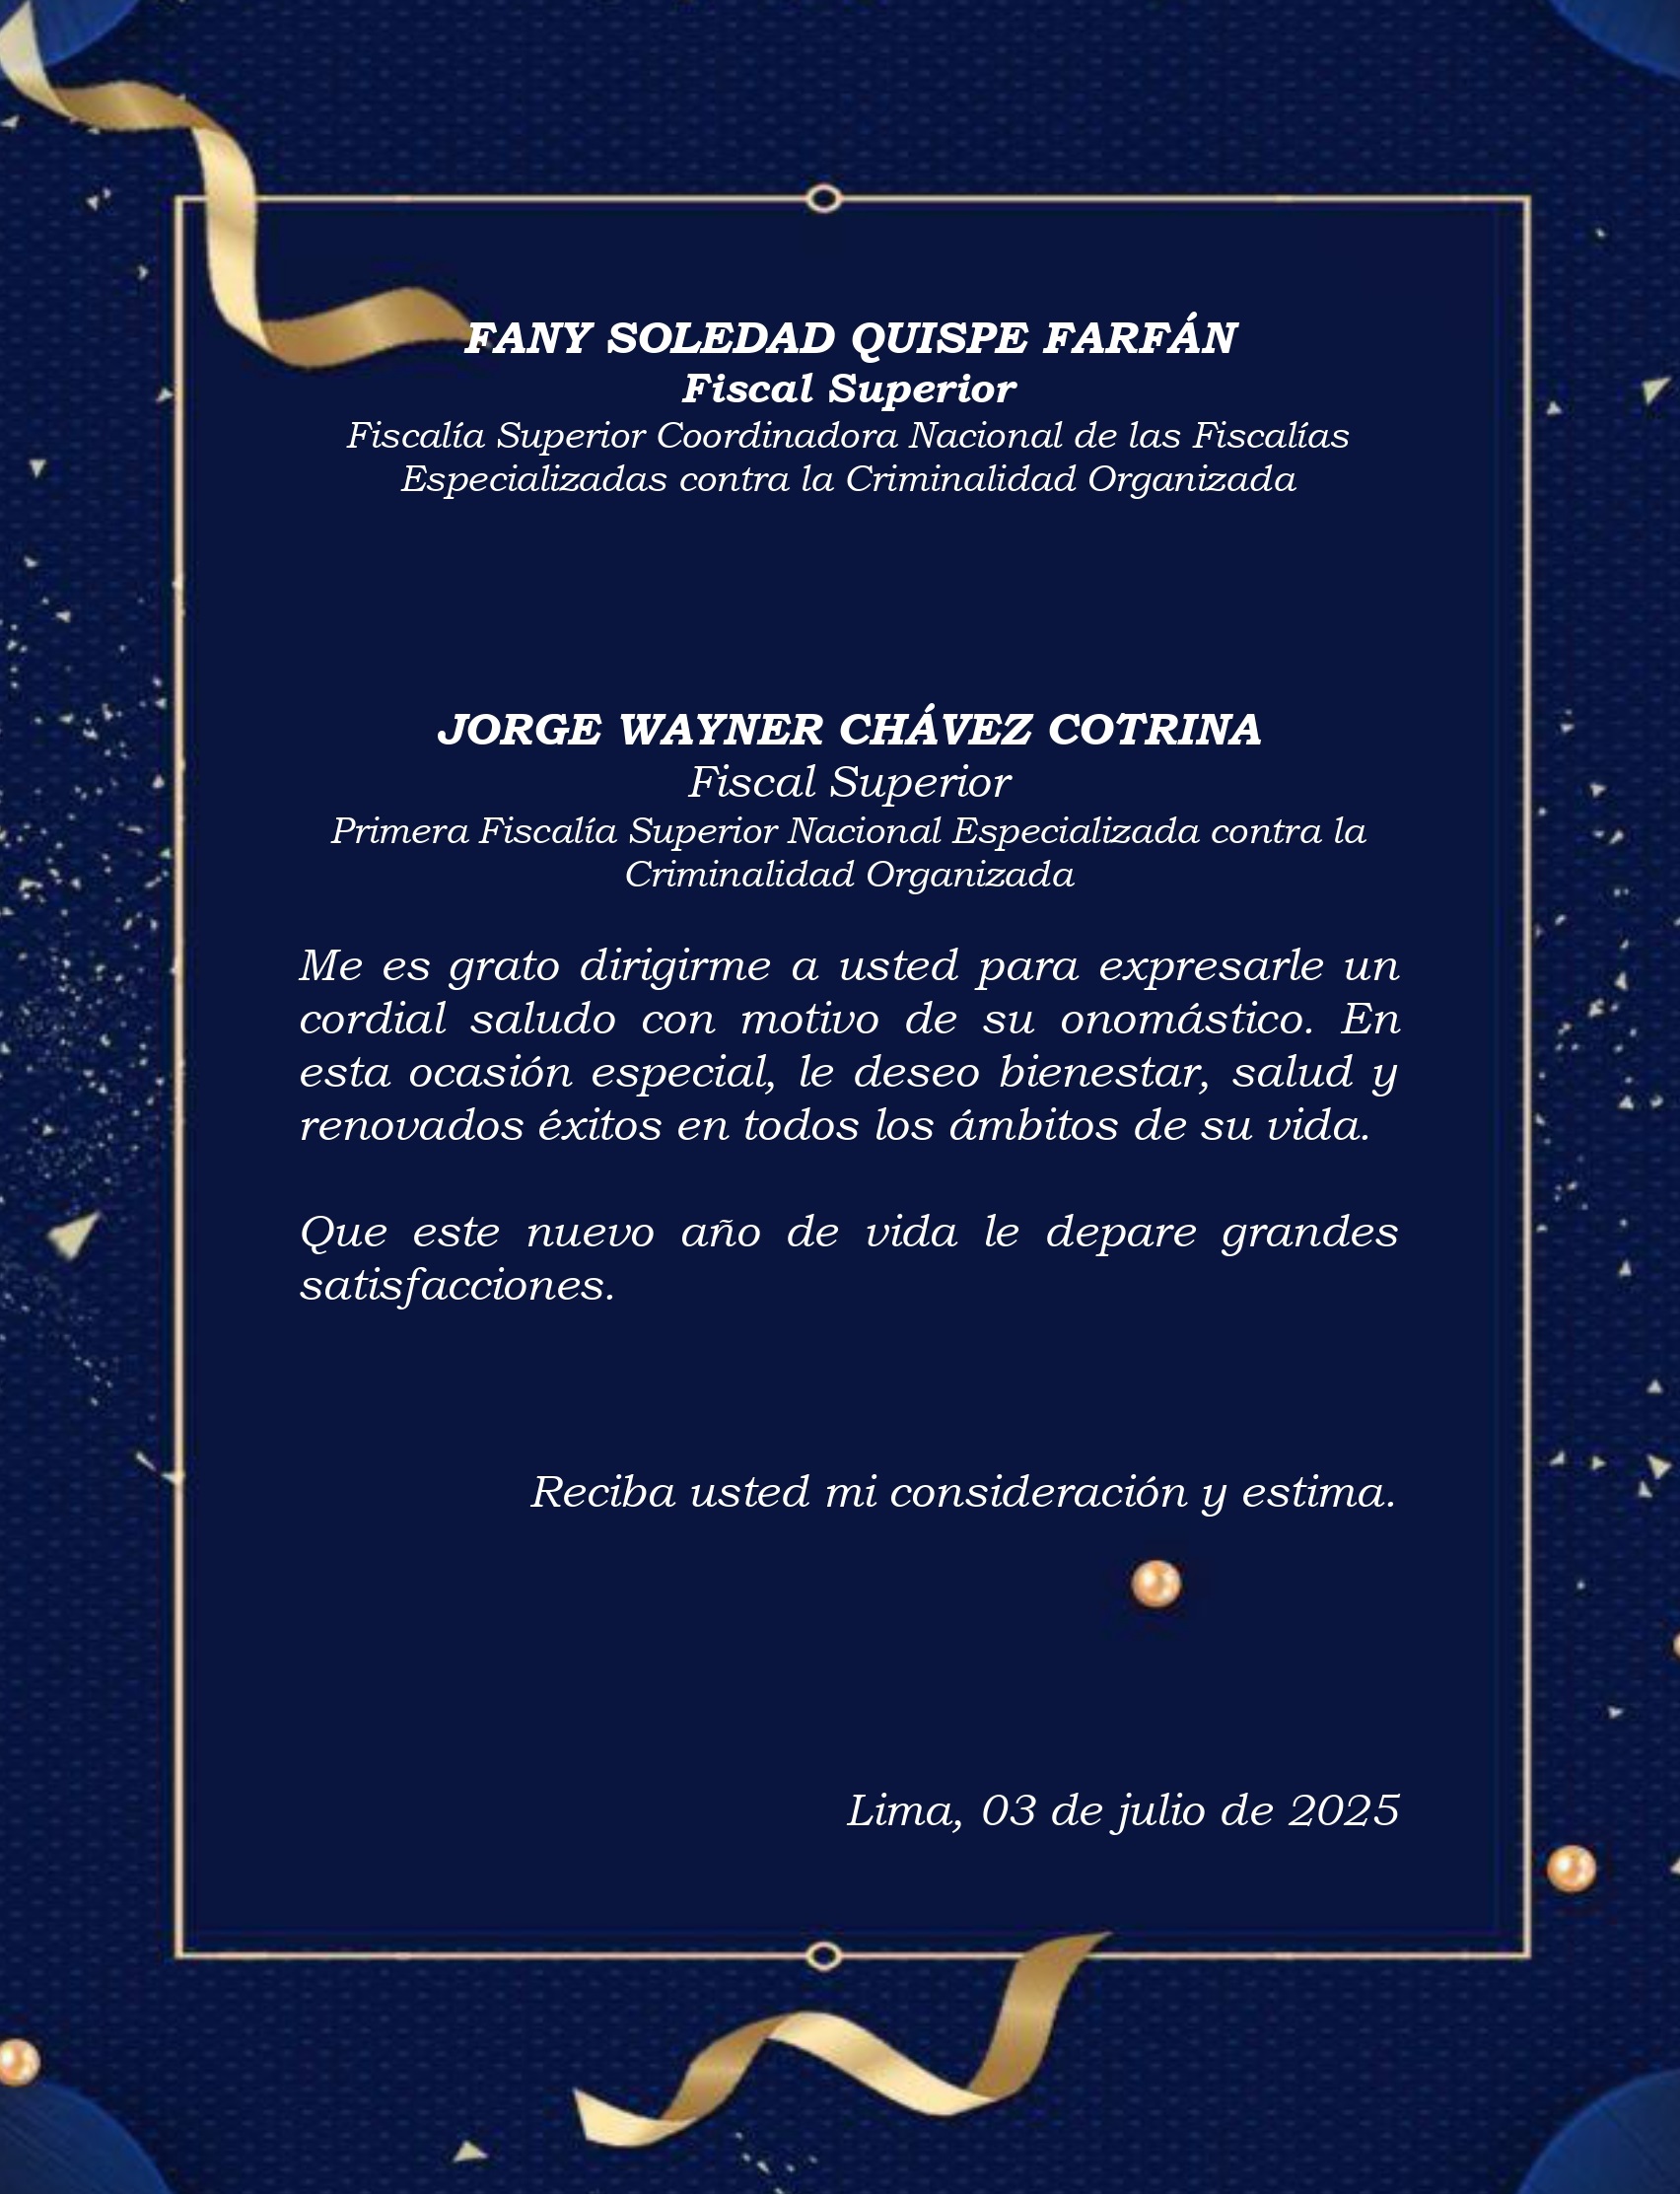 FANY SOLEDAD QUISPE FARFÁN
Fiscal Superior
Fiscalía Superior Coordinadora Nacional de las Fiscalías
Especializadas contra la Criminalidad Organizada
JORGE WAYNER CHÁVEZ COTRINA
Fiscal Superior
Primera Fiscalía Superior Nacional Especializada contra la
Criminalidad Organizada
Me es grato dirigirme a usted para expresarle un
cordial saludo con motivo de su onomástico. En
esta ocasión especial, le deseo bienestar, salud y
renovados éxitos en todos los ámbitos de su vida.
Que este nuevo año de vida le depare grandes
satisfacciones.
Reciba usted mi consideración y estima.
Lima, 03 de julio de 2025